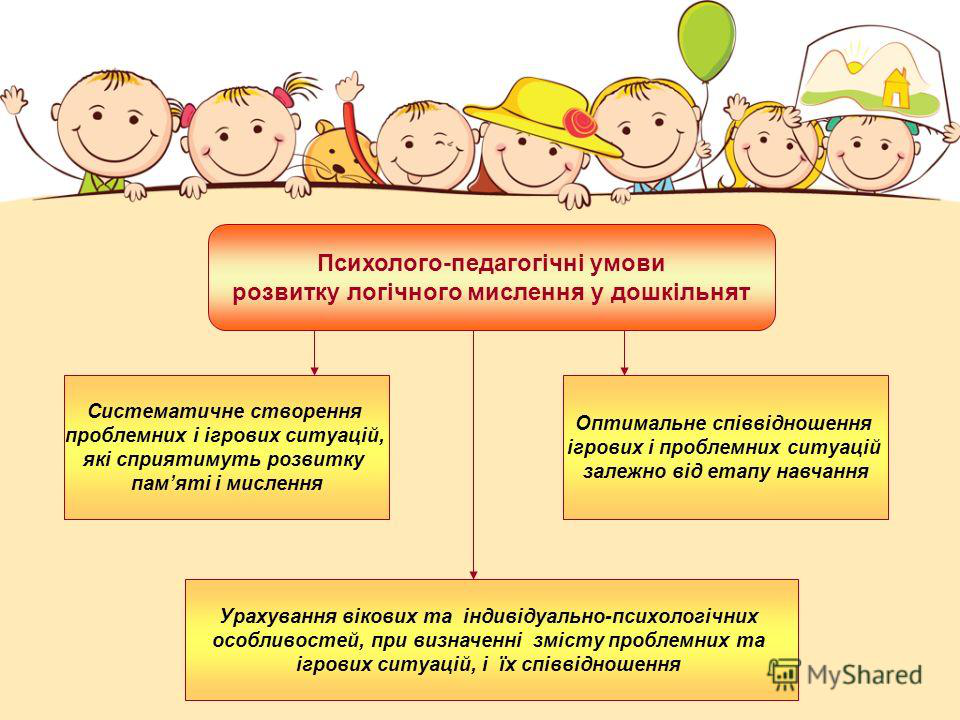 Психолого-педагогічні умови
розвитку логічного мислення у дошкільнят
Систематичне створення
проблемних і ігрових ситуацій,
які сприятимуть розвитку
пам’яті і мислення
Оптимальне співвідношення
ігрових і проблемних ситуацій
залежно від етапу навчання
Урахування вікових та індивідуально-психологічних
особливостей, при визначенні змісту проблемних та
ігрових ситуацій, і їх співвідношення
MyShared